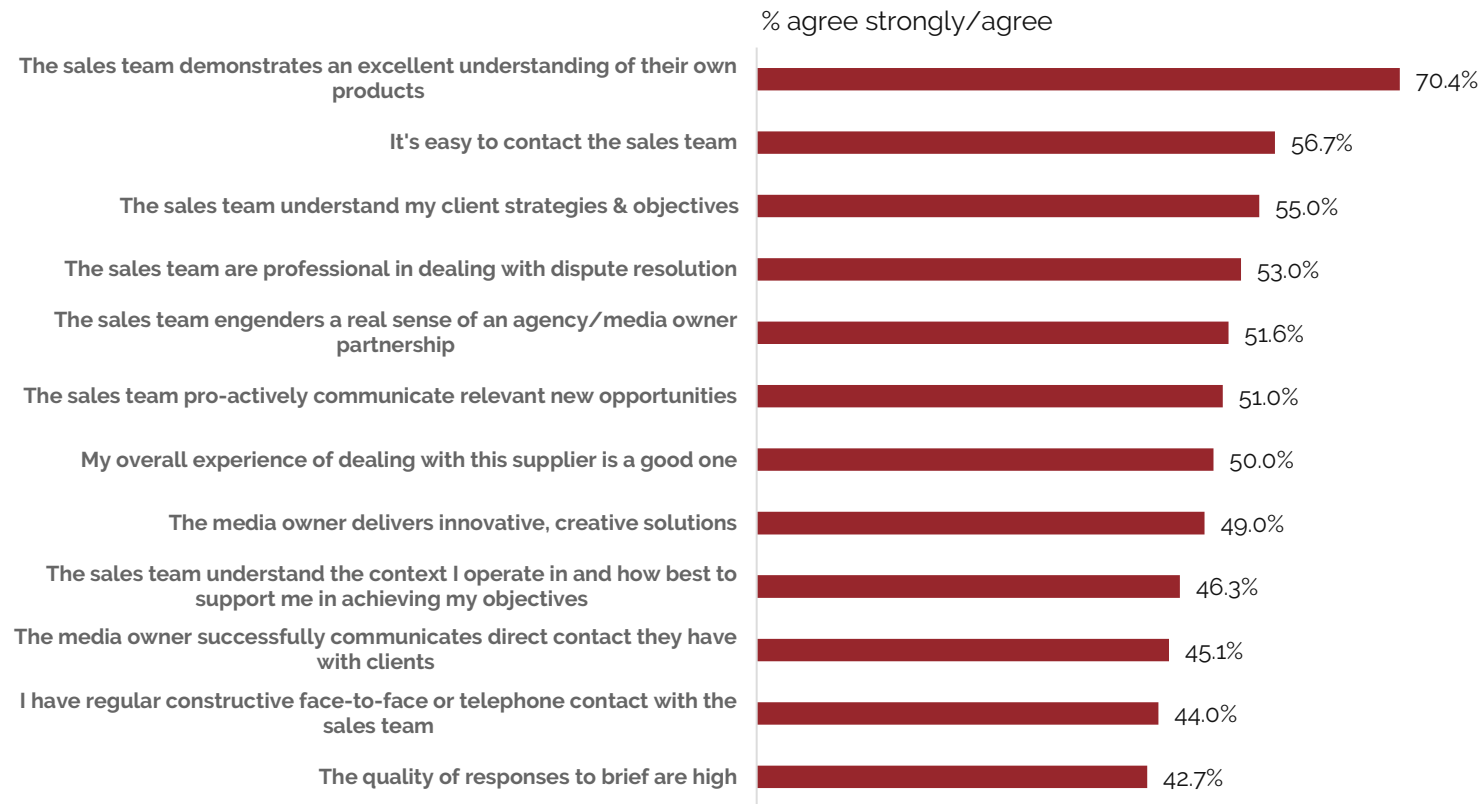 % agree strongly/agree
The sales team demonstrates an excellent understanding of their own
products
70.4%
It's easy to contact the sales team
56.7%
The sales team understand my client strategies & objectives
55.0%
The sales team are professional in dealing with dispute resolution
53.0%
The sales team engenders a real sense of an agency/media owner
partnership
51.6%
The sales team pro-actively communicate relevant new opportunities
51.0%
My overall experience of dealing with this supplier is a good one
50.0%
The media owner delivers innovative, creative solutions
49.0%
The sales team understand the context I operate in and how best to
support me in achieving my objectives
46.3%
The media owner successfully communicates direct contact they have
with clients
45.1%
I have regular constructive face-to-face or telephone contact with the
sales team
44.0%
The quality of responses to brief are high
42.7%